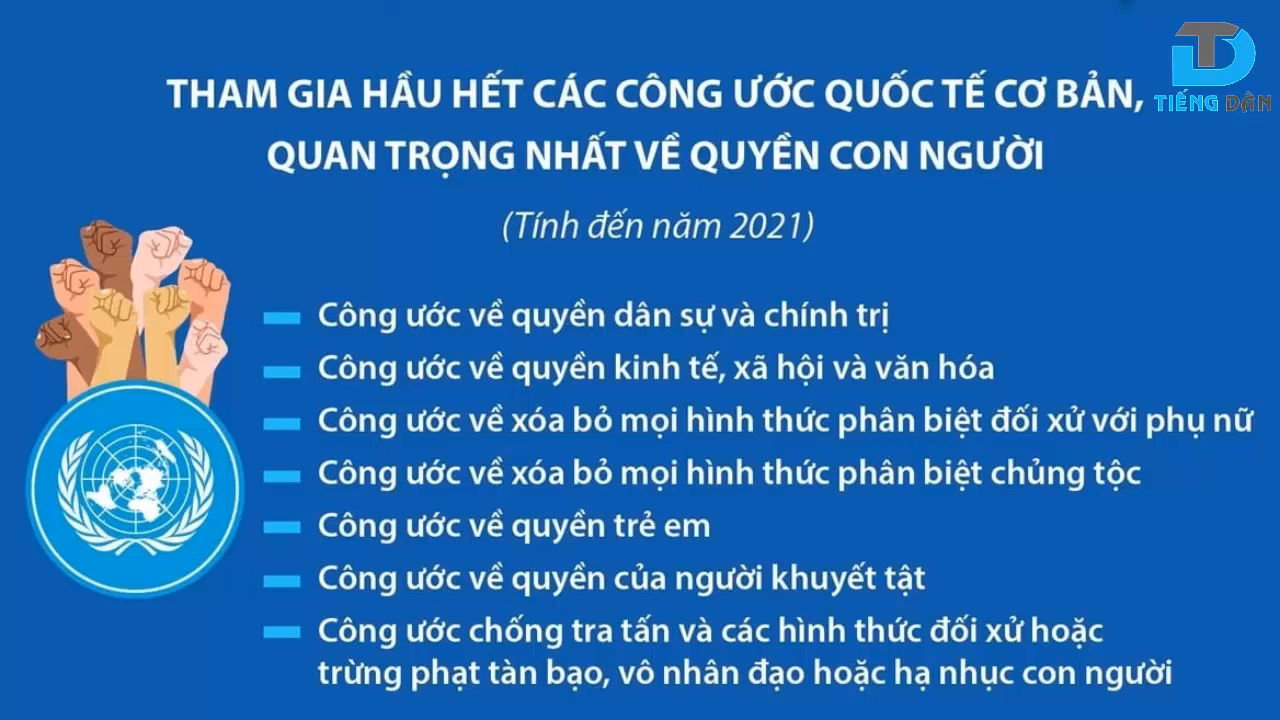 TIẾNG DÂN
THAM GIA HẦU HẾT CÁC CÔNG ƯỚC QUỐC TẾ CƠ BẢN,
QUAN TRỌNG NHẤT VỀ QUYỀN CON NGƯỜI
(Tính đến năm 2021)
Công ước về quyền dân sự và chính trị
Công ước về quyền kinh tế, xã hội và văn hóa
Công ước về xóa bỏ mọi hình thức phân biệt đối xử với phụ nữ
Công ước về xóa bỏ mọi hình thức phân biệt chủng tộc
Công ước về quyền trẻ em
Công ước về quyền của người khuyết tật
Công ước chống tra tấn và các hình thức đối xử hoặc
trừng phạt tàn bạo, vô nhân đạo hoặc hạ nhục con người